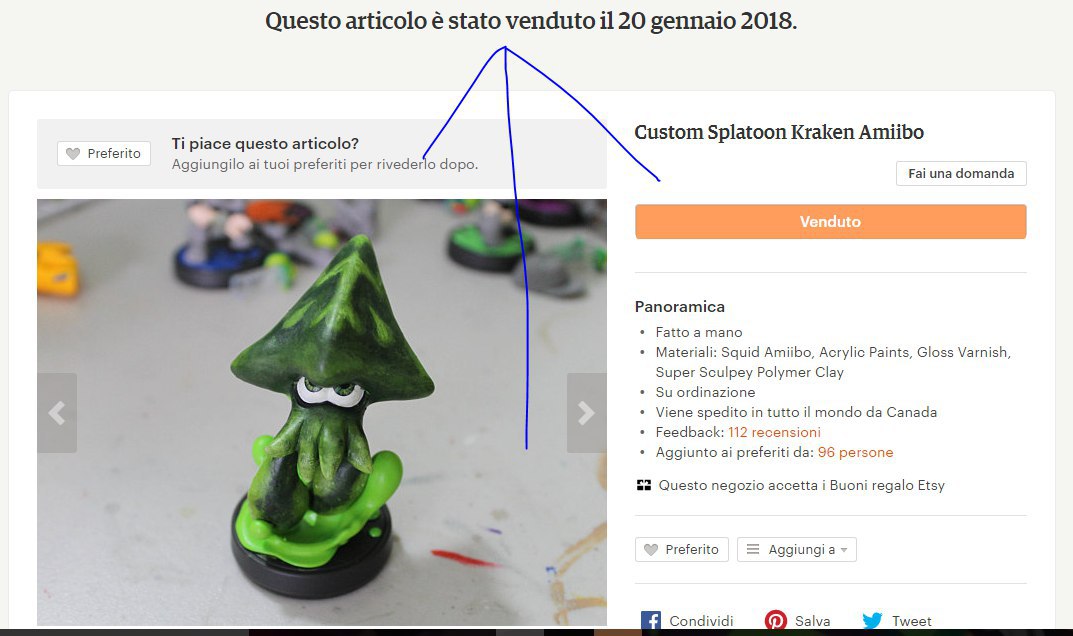 Questo articolo è stato venduto il 20 gennaio 2018.
Preferito
Ti piace questo articolo?
Aggiungilo ai tuoi preferiti per rivederlo dopo.
Custom Splatoon Kraken Amiibo
Fai una domanda
Venduto
Panoramica
• Fatto a mano
• Materiali: Squid Amiibo, Acrylic Paints, Gloss Varnish,
Super Sculpey Polymer Clay
• Su ordinazione
• Viene spedito in tutto il mondo da Canada
• Feedback: 112 recensioni
• Aggiunto ai preferiti da: 96 persone
Questo negozio accetta i Buoni regalo Etsy
Preferito
Aggiungi a
Condividi
Salva
Tweet